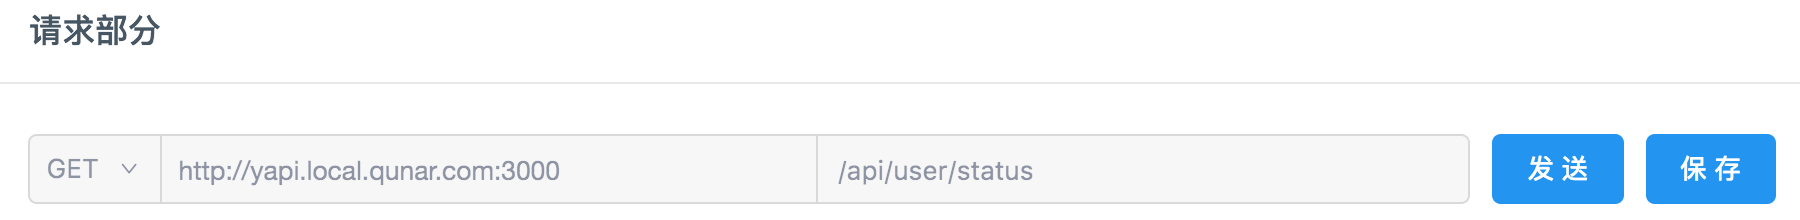 请求部分
GET http://yapi.local.qunar.com:3000 /api/user/status 发 送 保 存